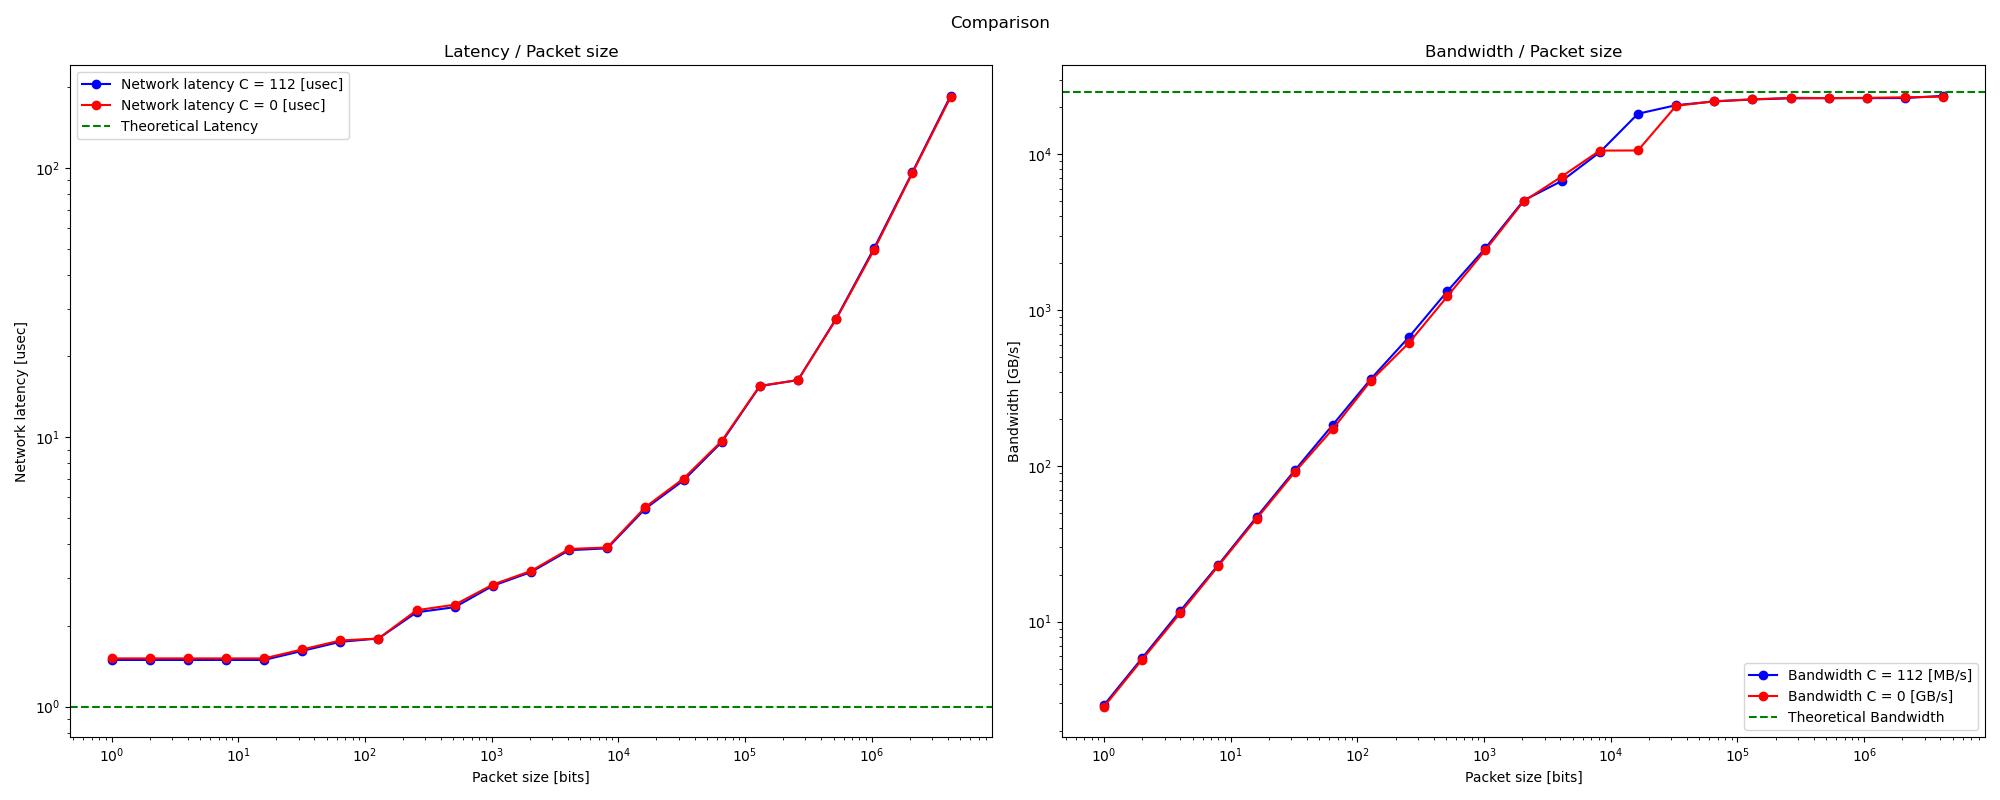 Comparison
Latency / Packet size
Network latency C = 112 [usec]
Network latency C = 0 [usec]
Theoretical Latency
Network latency [usec]
10²
10¹
10⁰
10⁰ 10¹ 10² 10³ 10⁴ 10⁵ 10⁶
Packet size [bits]
Bandwidth / Packet size
Bandwidth [GB/s]
10⁴
10³
10²
10¹
Bandwidth C = 112 [MB/s]
Bandwidth C = 0 [GB/s]
Theoretical Bandwidth
10⁰ 10¹ 10² 10³ 10⁴ 10⁵ 10⁶
Packet size [bits]